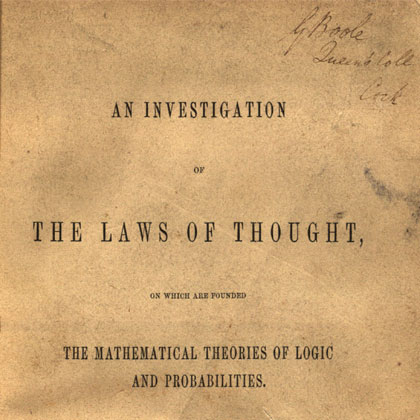 G Boole
Queen's Coll
Cork
AN INVESTIGATION
OF
THE LAWS OF THOUGHT,
ON WHICH ARE FOUNDED
THE MATHEMATICAL THEORIES OF LOGIC
AND PROBABILITIES.